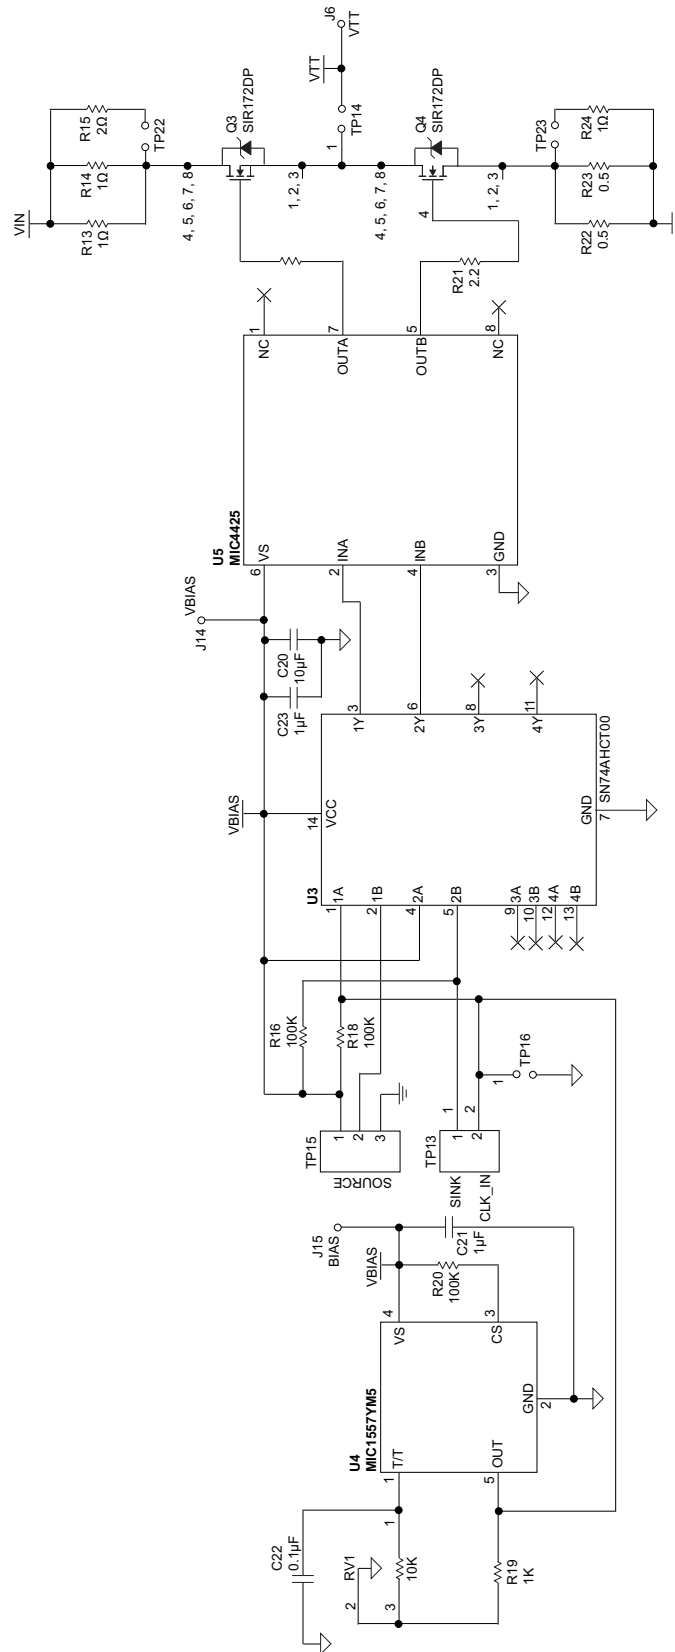 J6
VTT
VTT
TP14
1
VIN
R15
2Ω
R14
1Ω
R13
1Ω
TP22
4, 5, 6, 7, 8
Q3
SIR172DP
1, 2, 3
4, 5, 6, 7, 8
Q4
SIR172DP
4
1, 2, 3
TP23
R24
1Ω
R23
0.5
R22
0.5
R21
2.2
U5
MIC4425
6
VS
2
INA
4
INB
3
GND
1
NC
7
OUTA
5
OUTB
8
NC
J14
VBIAS
C20
10µF
C23
1µF
VBIAS
U3
14
VCC
1
1A
2
1B
4
2A
5
2B
9
3A
10
3B
12
4A
13
4B
3
1Y
6
2Y
8
3Y
11
4Y
GND
7
SN74AHCT00
R16
100K
R18
100K
TP15
1
2
3
SOURCE
TP13
1
2
1
2
SINK
CLK_IN
TP16
1
J15
BIAS
VBIAS
C21
1µF
R20
100K
U4
MIC1557YM5
1
T/T
5
OUT
4
VS
3
CS
GND
2
C22
0.1µF
RV1
2
1
3
10K
R19
1K